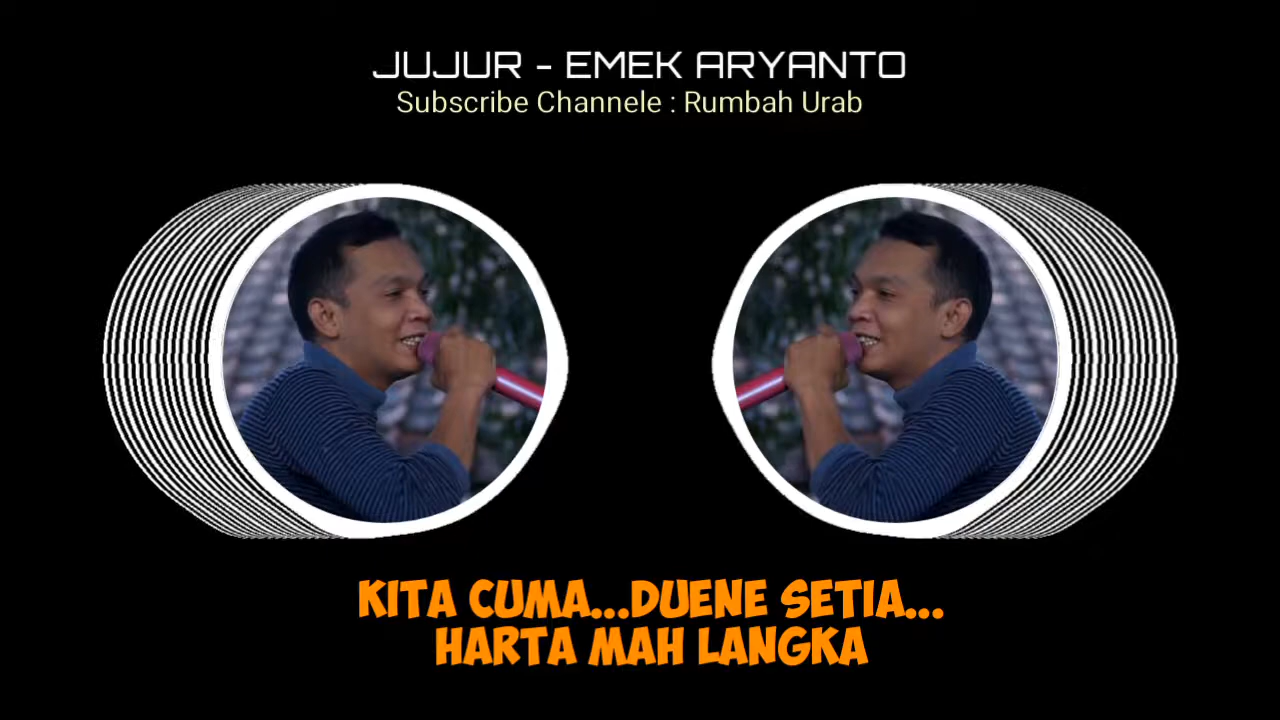 JUJUR - EMEK ARYANTO
Subscribe Channele : Rumbah Urab
KITA CUMA...DUENE SETIA...
HARTA MAH LANGKA